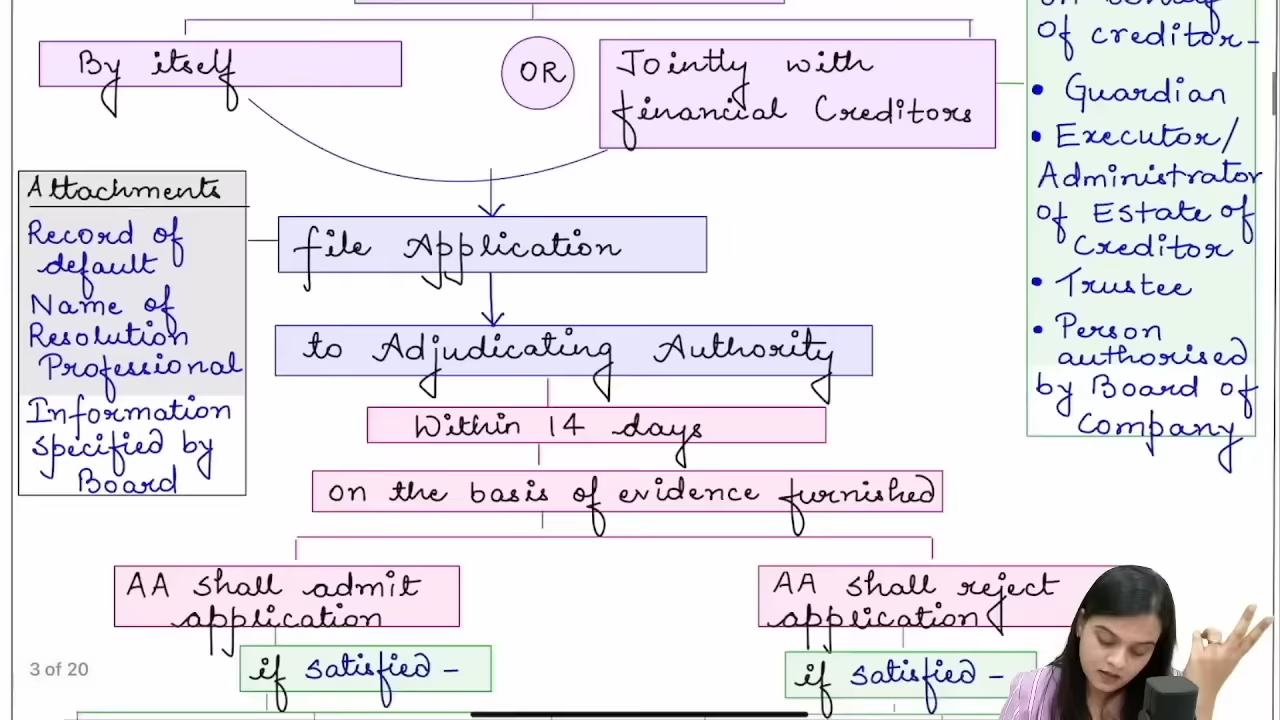 By itself
OR
Jointly with
financial Creditors
of creditor-
• Guardian
• Executor/
Administrator
of Estate of
Creditor
• Trustee
• Person
authorised
by Board of
Company
Attachments
Record of
default
Name of
Resolution
Professional
Information
specified by
Board
file Application
to Adjudicating Authority
Within 14 days
on the basis of evidence furnished
AA shall admit
application
if satisfied -
AA shall reject
application
if satisfied -
3 of 20